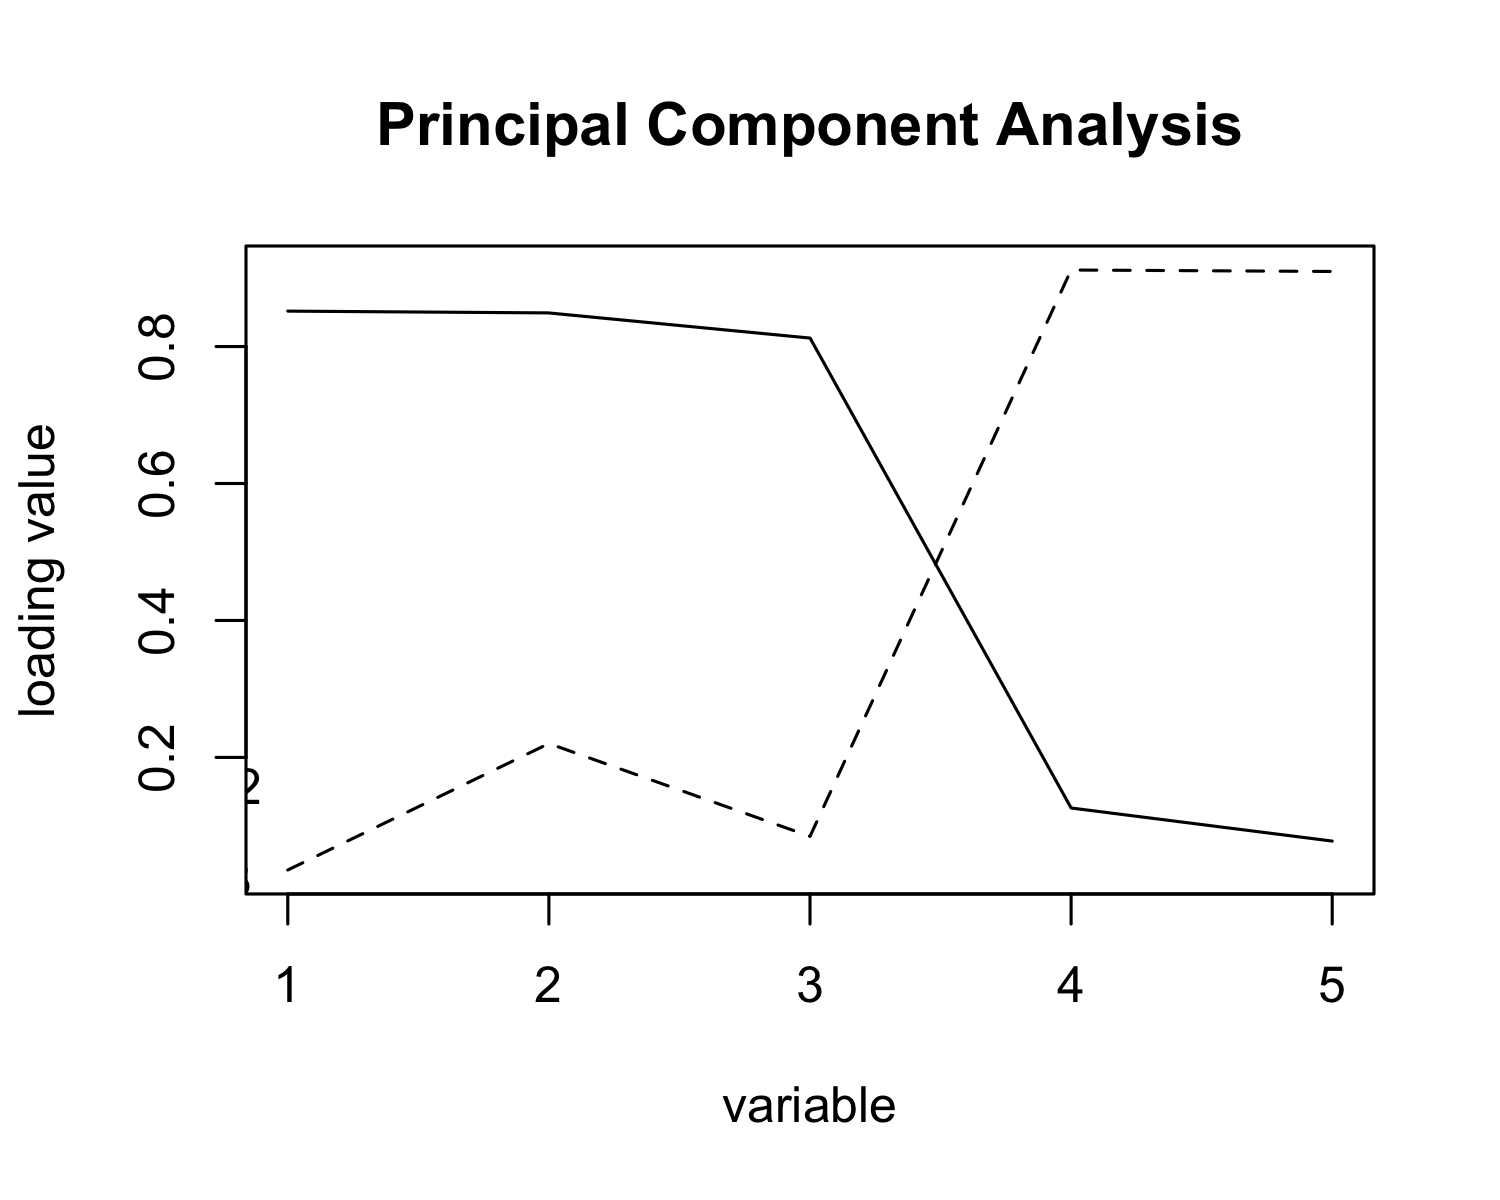 Principal Component Analysis
loading value
0.8
0.6
0.4
0.2
2
1 2 3 4 5
variable